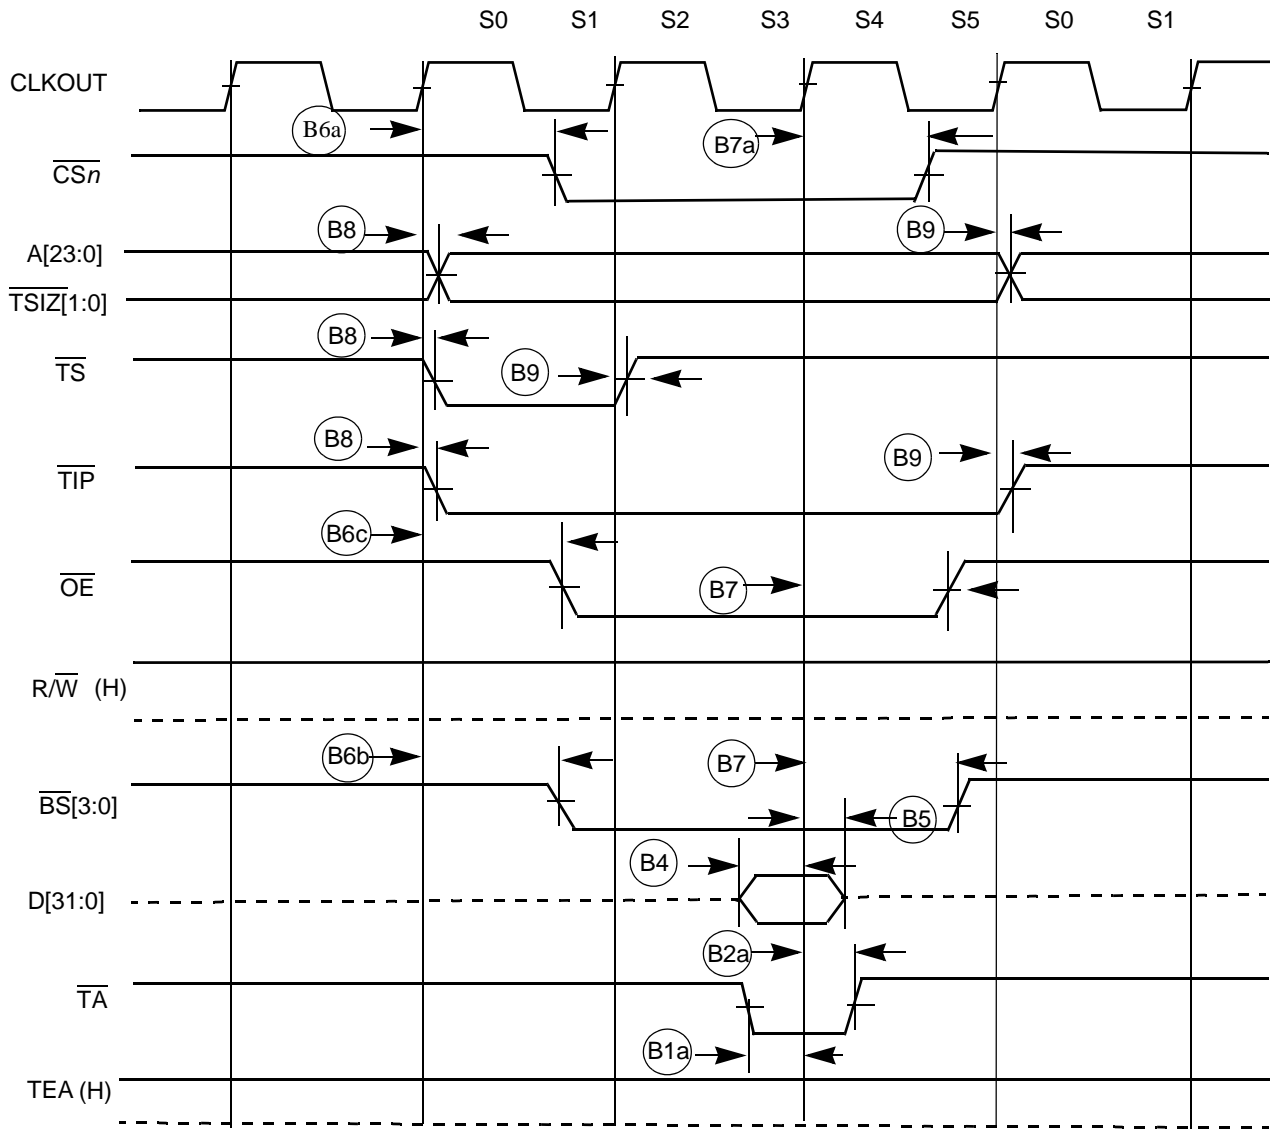 S0 S1 S2 S3 S4 S5 S0 S1
CLKOUT
B6a B7a
CSn
B8 B9
A[23:0]
TSIZ[1:0]
B8
TS B9
B8
B9
TIP
B6c
OE B7
R/W (H)
B6b B7
BS[3:0] B5
B4
D[31:0]
B2a
TA
B1a
TEA (H)